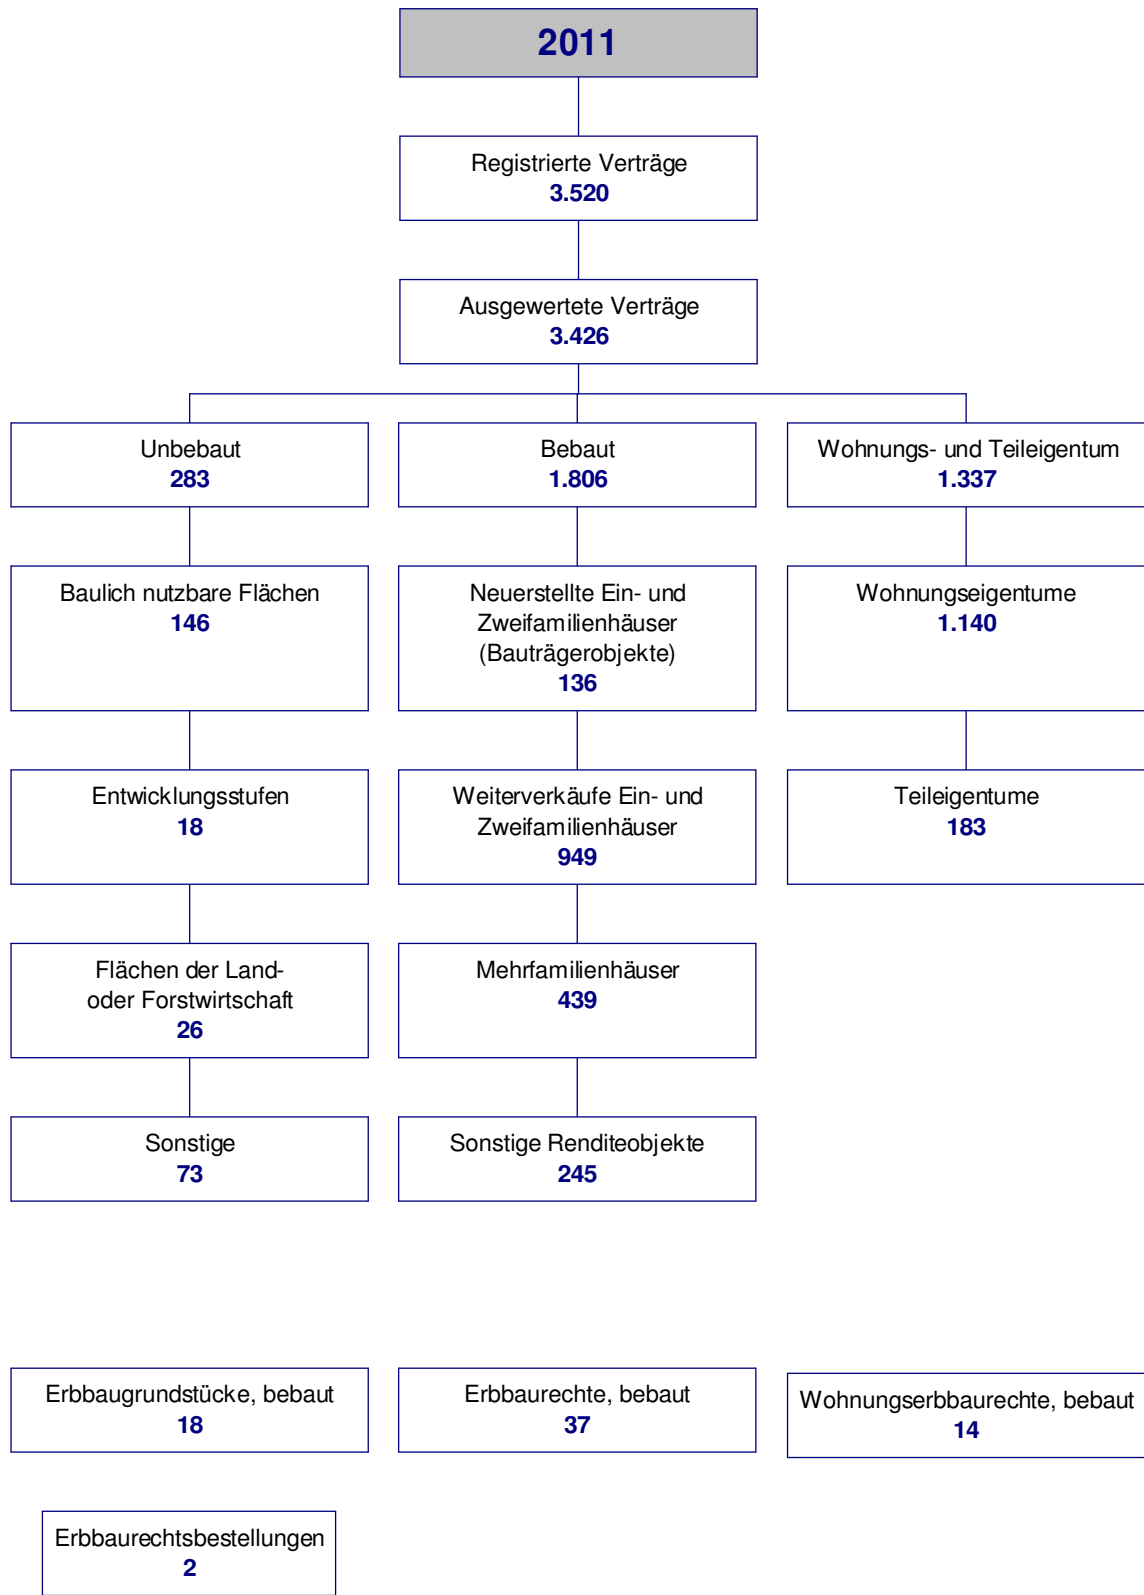 2011
Registrierte Verträge
3.520
Ausgewertete Verträge
3.426
Unbebaut
283
Bebaut
1.806
Wohnungs- und Teileigentum
1.337
Baulich nutzbare Flächen
146
Neuerstellte Ein- und
Zweifamilienhäuser
(Bauträgerobjekte)
136
Wohnungseigentume
1.140
Entwicklungsstufen
18
Weiterverkäufe Ein- und
Zweifamilienhäuser
949
Teileigentume
183
Flächen der Land-
oder Forstwirtschaft
26
Mehrfamilienhäuser
439
Sonstige
73
Sonstige Renditeobjekte
245
Erbbaugrundstücke, bebaut
18
Erbbaurechte, bebaut
37
Wohnungserbbaurechte, bebaut
14
Erbbaurechtsbestellungen
2